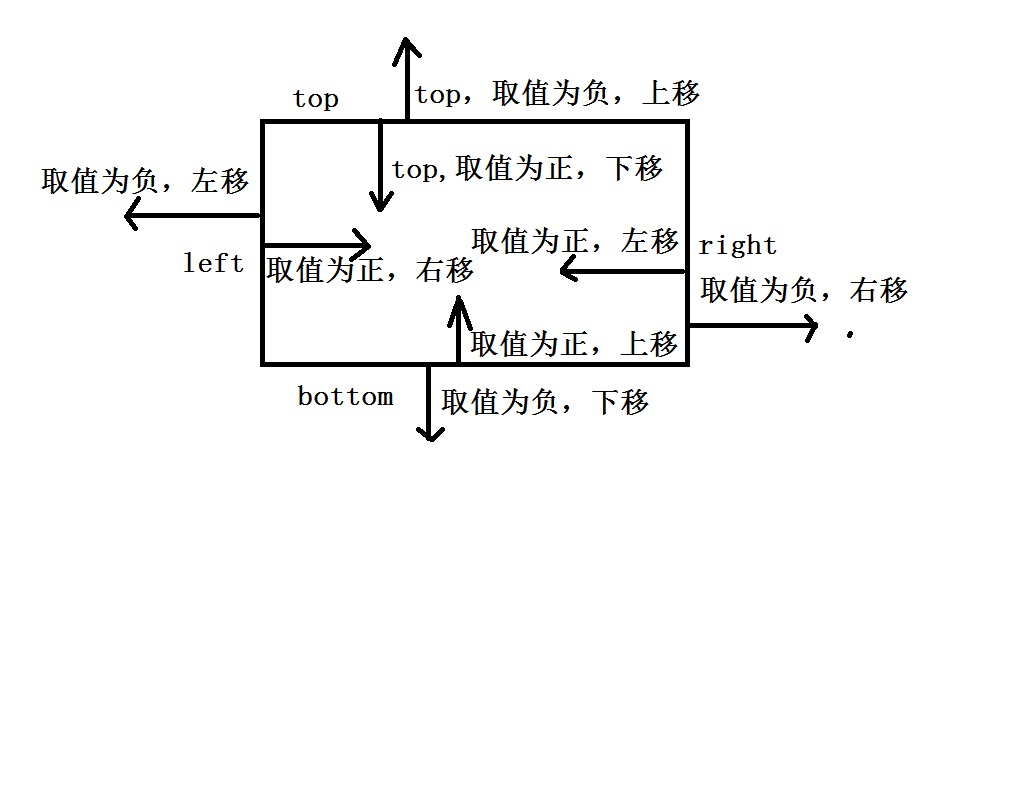 top
top，取值为负，上移
top,取值为正，下移
取值为负，左移
left
取值为正，右移
取值为正，左移
right
取值为负，右移
取值为正，上移
bottom
取值为负，下移